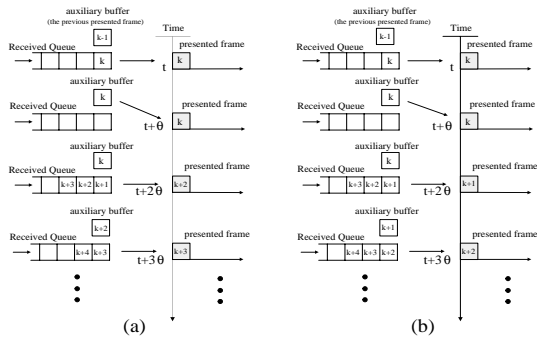 auxiliary buffer
(the previous presented frame)
Time
k-1
presented frame
Received Queue
k
t
k
auxiliary buffer
k
presented frame
Received Queue
t+θ
k
auxiliary buffer
k
presented frame
Received Queue
k+3 k+2 k+1
t+2θ
k+2
auxiliary buffer
k+2
presented frame
Received Queue
k+4 k+3
t+3θ
k+3
(a)
auxiliary buffer
(the previous presented frame)
Time
k-1
presented frame
Received Queue
k
t
k
auxiliary buffer
k
presented frame
Received Queue
t+θ
k
auxiliary buffer
k
presented frame
Received Queue
k+3 k+2 k+1
t+2θ
k+1
auxiliary buffer
k+1
presented frame
Received Queue
k+4 k+3 k+2
t+3θ
k+2
(b)